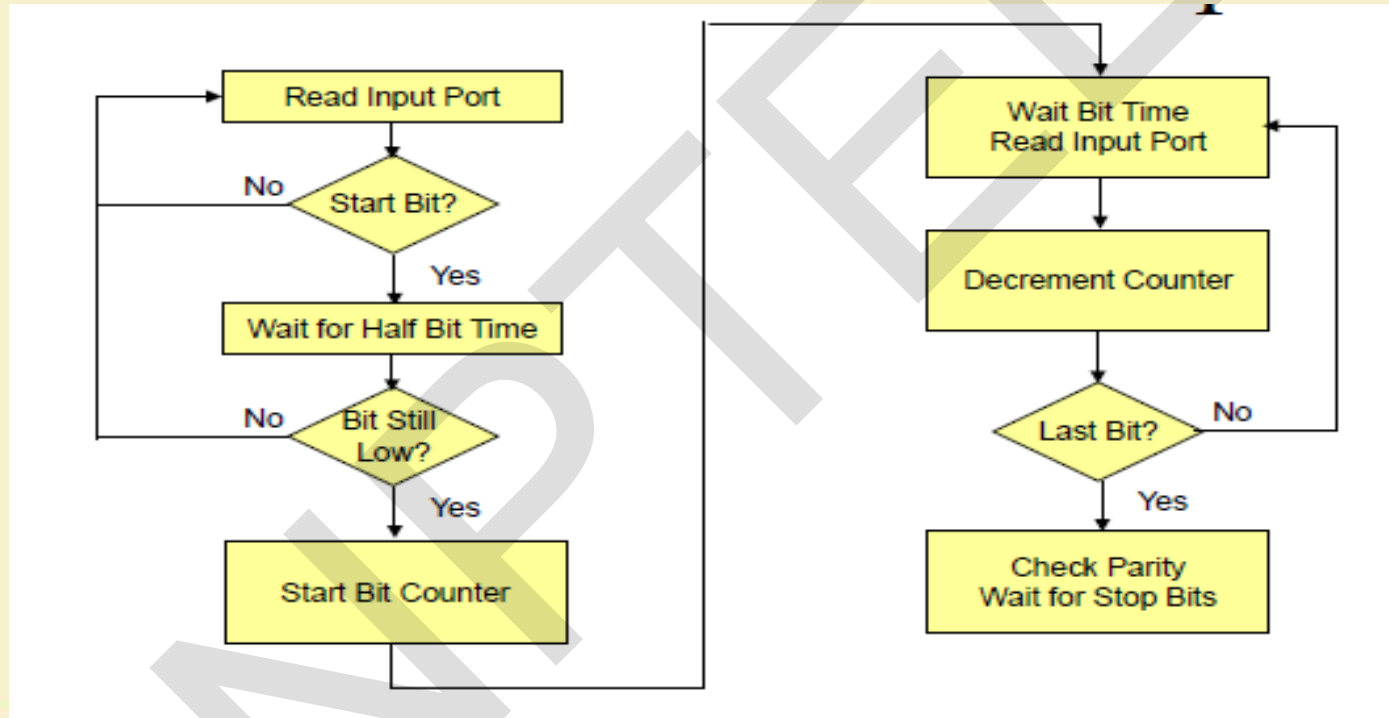 Read Input Port
No
Start Bit?
Yes
Wait for Half Bit Time
No
Bit Still
Low?
Yes
Start Bit Counter
Wait Bit Time
Read Input Port
Decrement Counter
Last Bit?
No
Yes
Check Parity
Wait for Stop Bits
NPTEL